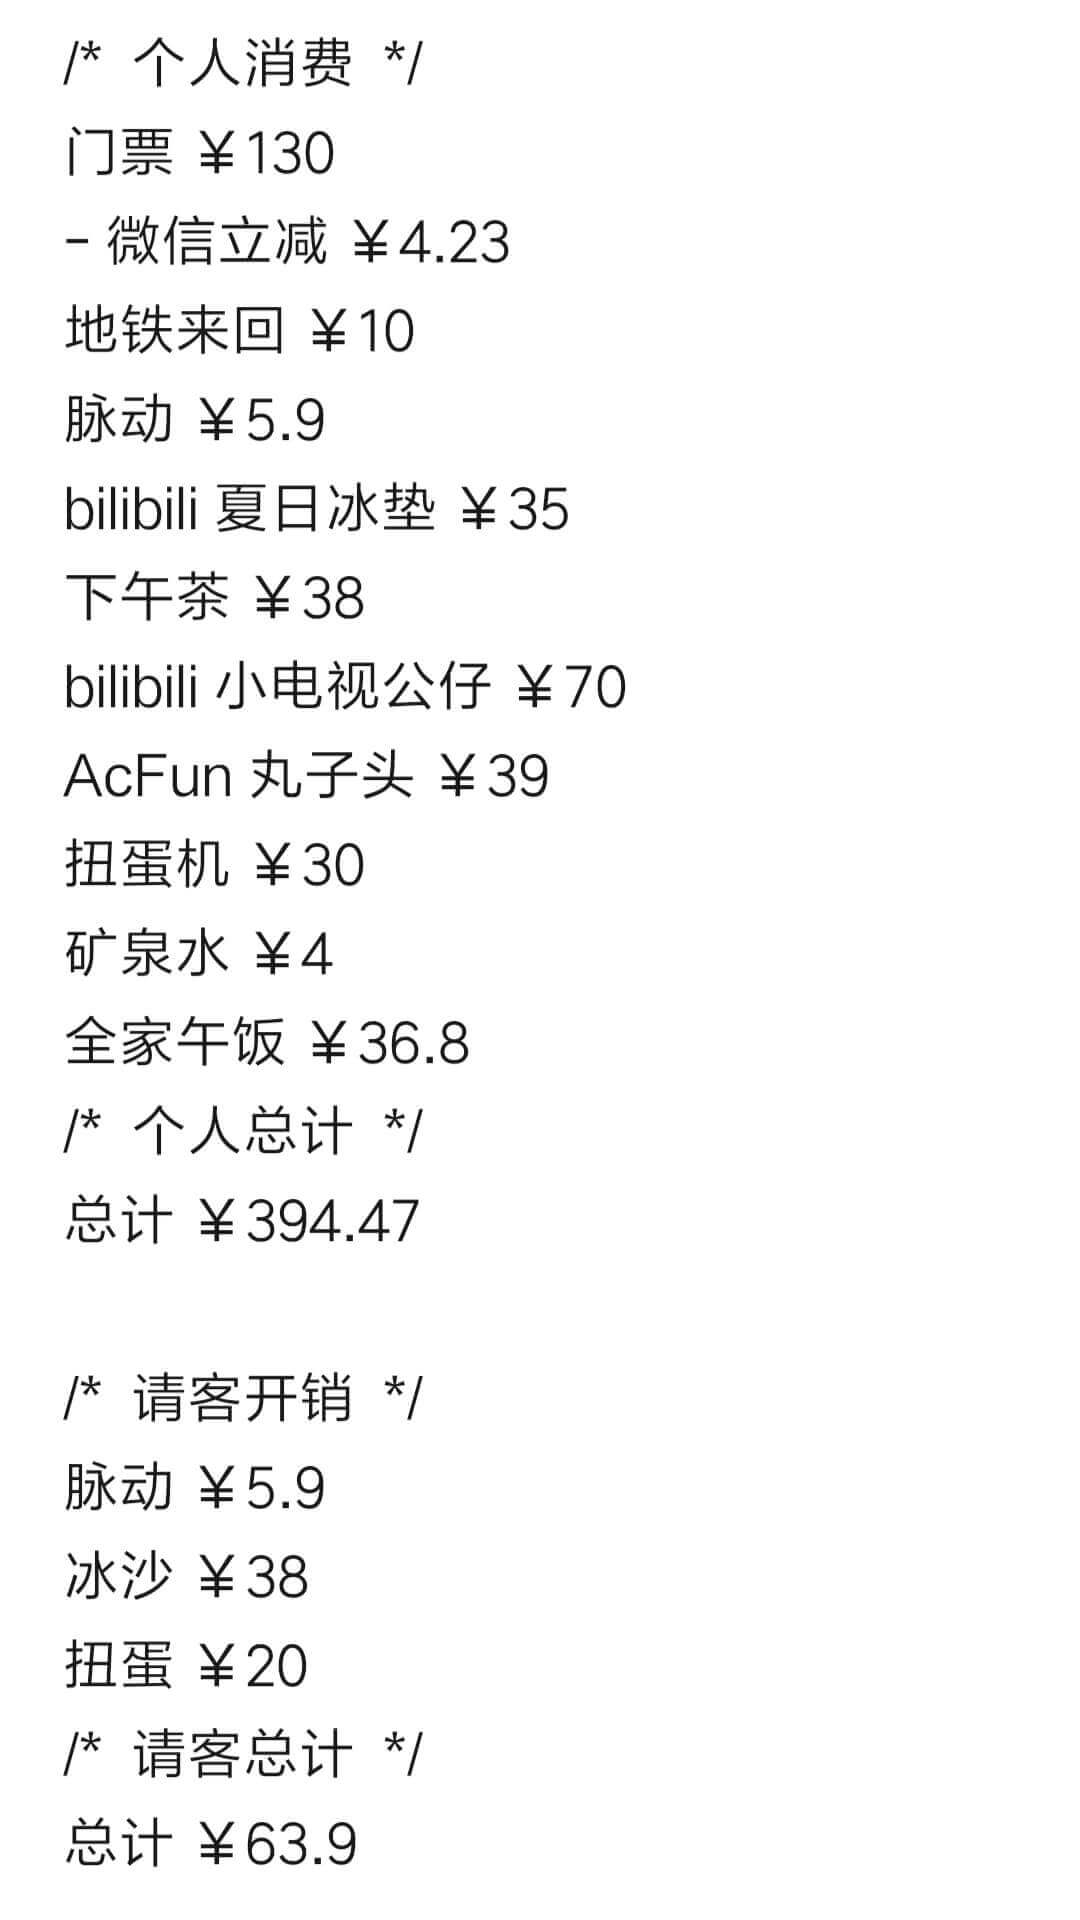 /* 个人消费 */
门票 ￥130
- 微信立减 ￥4.23
地铁来回 ￥10
脉动 ￥5.9
bilibili 夏日冰垫 ￥35
下午茶 ￥38
bilibili 小电视公仔 ￥70
AcFun 丸子头 ￥39
扭蛋机 ￥30
矿泉水 ￥4
全家午饭 ￥36.8
/* 个人总计 */
总计 ￥394.47
/* 请客开销 */
脉动 ￥5.9
冰沙 ￥38
扭蛋 ￥20
/* 请客总计 */
总计 ￥63.9